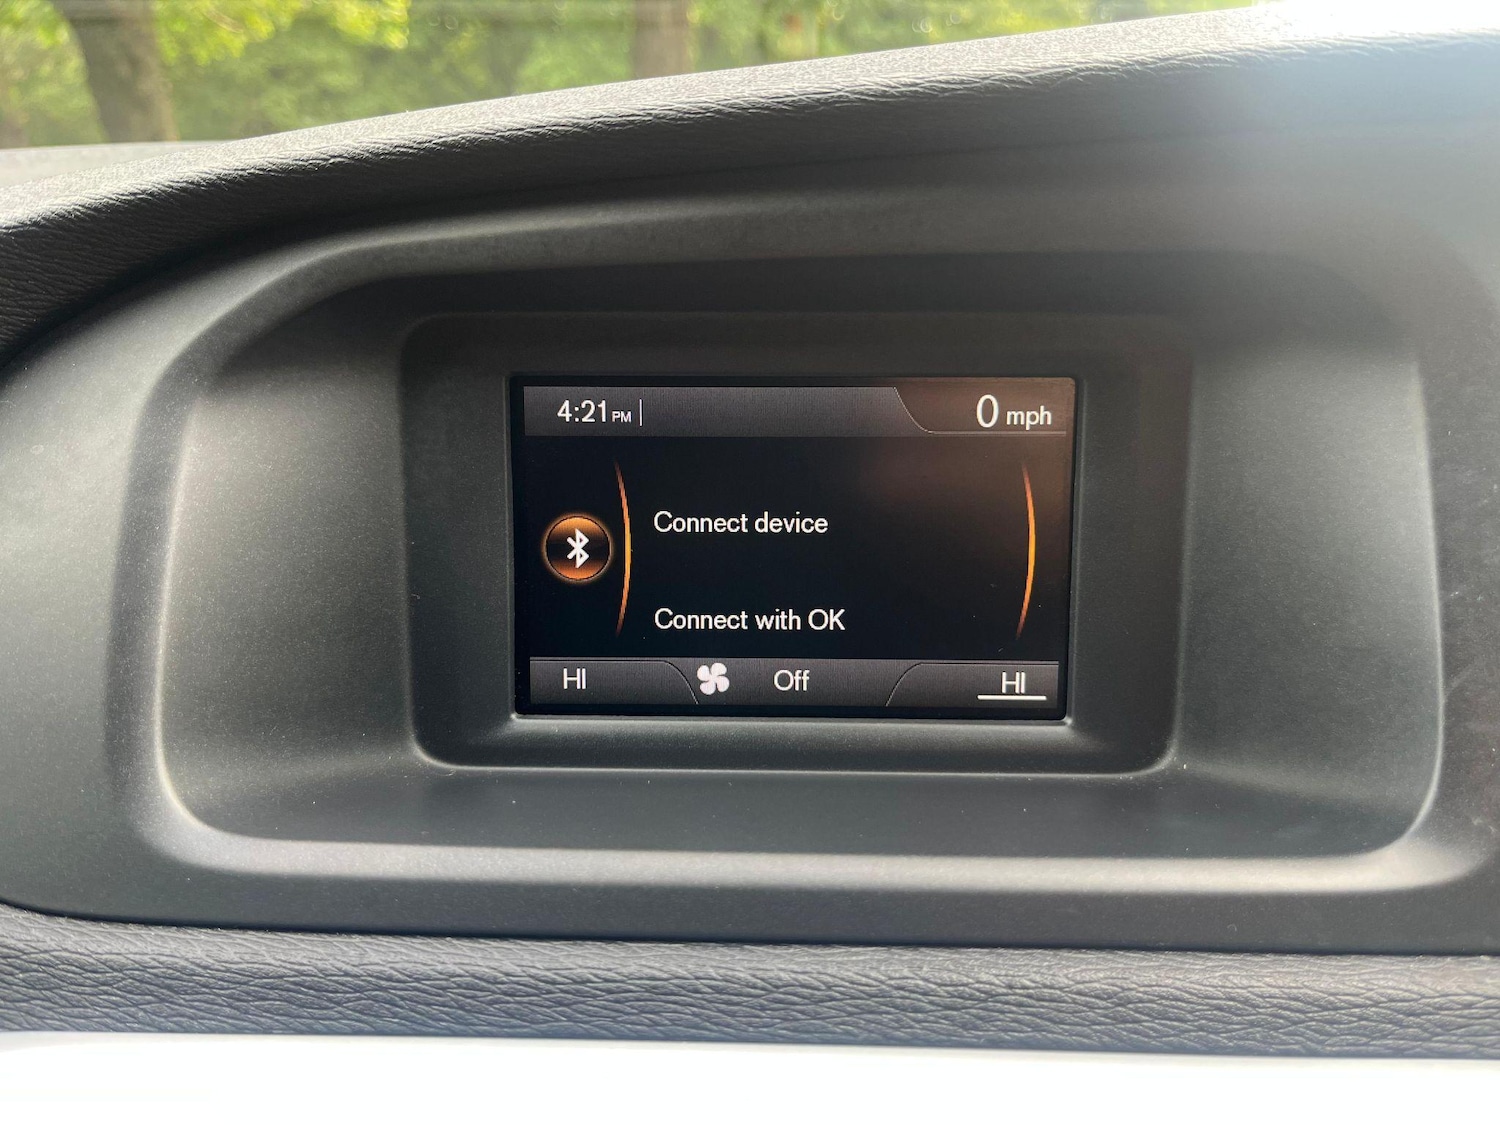 4:21 PM
0 mph
Connect device
Connect with OK
HI Off HI